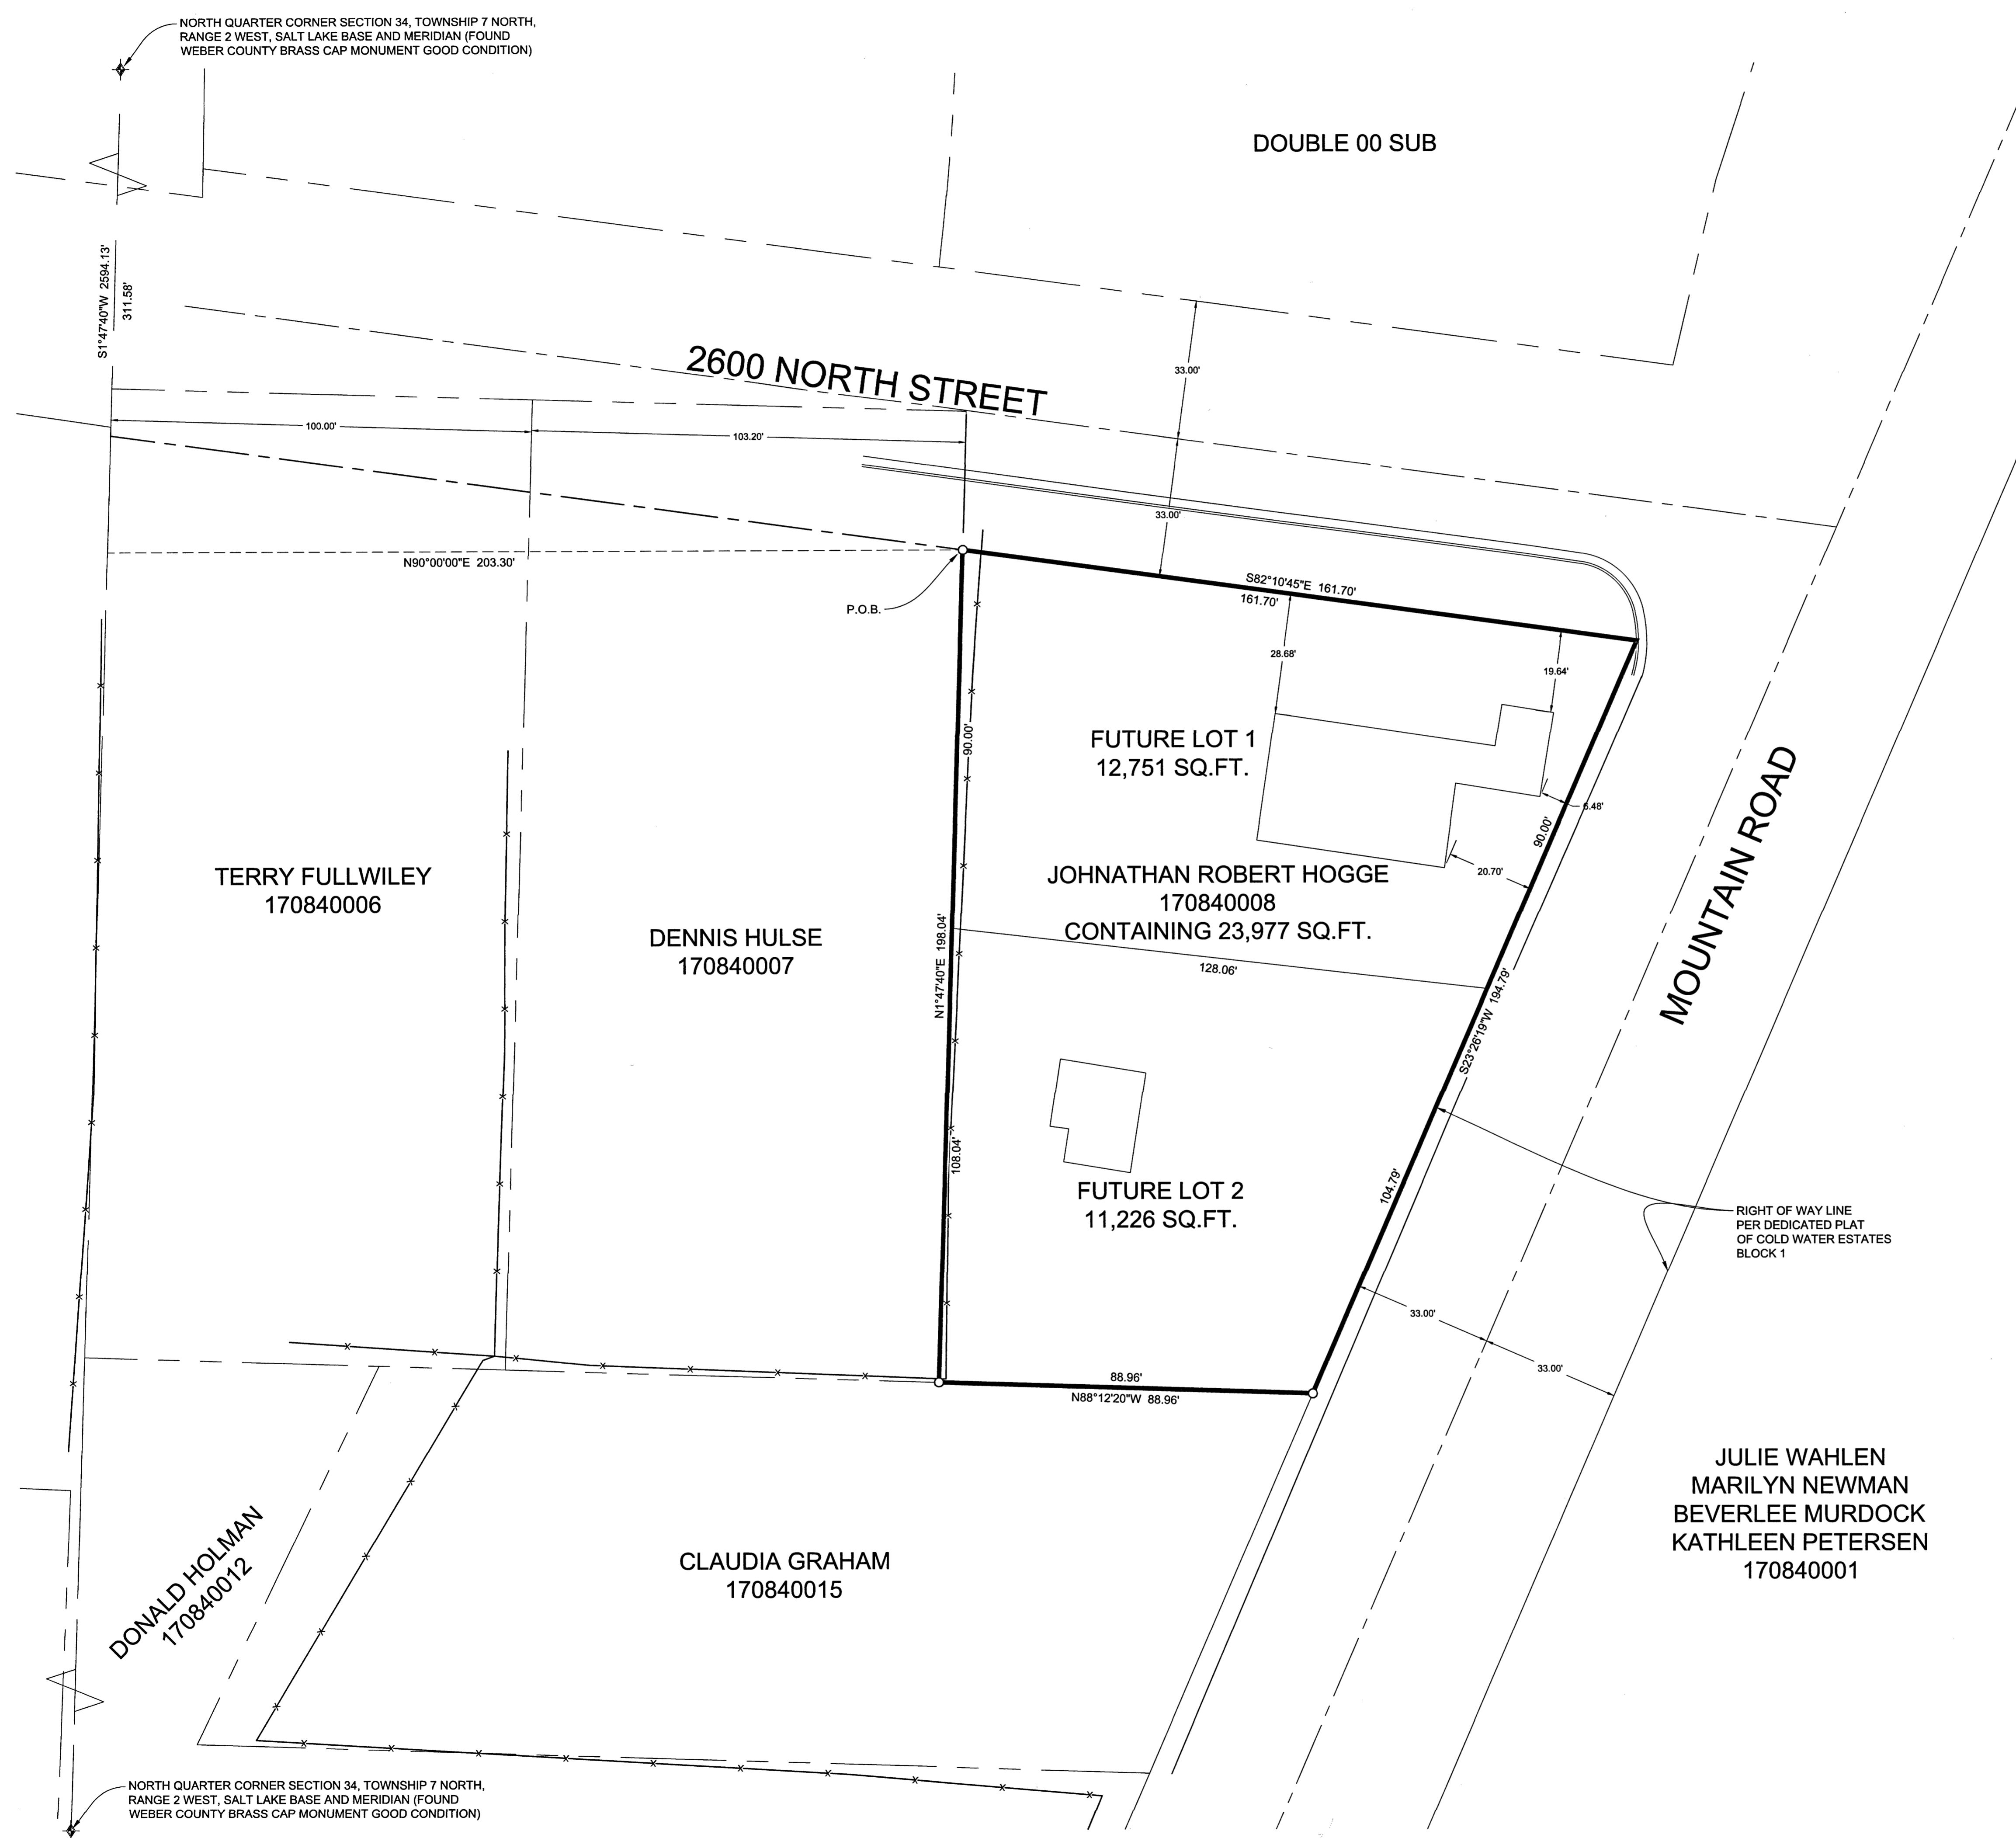 NORTH QUARTER CORNER SECTION 34, TOWNSHIP 7 NORTH,
RANGE 2 WEST, SALT LAKE BASE AND MERIDIAN (FOUND
WEBER COUNTY BRASS CAP MONUMENT GOOD CONDITION)
DOUBLE 00 SUB
S1°47'40"W 2594.13'
311.58'
2600 NORTH STREET
33.00'
100.00'
103.20'
33.00'
N90°00'00"E 203.30'
P.O.B.
S82°10'45"E 161.70'
161.70'
28.68'
19.64'
90.00'
FUTURE LOT 1
12,751 SQ.FT.
6.48'
90.00'
20.70'
MOUNTAIN ROAD
TERRY FULLWILEY
170840006
DENNIS HULSE
170840007
JOHNATHAN ROBERT HOGGE
170840008
CONTAINING 23,977 SQ.FT.
N1°47'40"E 198.04'
128.06'
S23°26'19"W 194.79'
108.04'
104.79'
FUTURE LOT 2
11,226 SQ.FT.
RIGHT OF WAY LINE
PER DEDICATED PLAT
OF COLD WATER ESTATES
BLOCK 1
33.00'
33.00'
88.96'
N88°12'20"W 88.96'
JULIE WAHLEN
MARILYN NEWMAN
BEVERLEE MURDOCK
KATHLEEN PETERSEN
170840001
DONALD HOLMAN
170840012
CLAUDIA GRAHAM
170840015
NORTH QUARTER CORNER SECTION 34, TOWNSHIP 7 NORTH,
RANGE 2 WEST, SALT LAKE BASE AND MERIDIAN (FOUND
WEBER COUNTY BRASS CAP MONUMENT GOOD CONDITION)